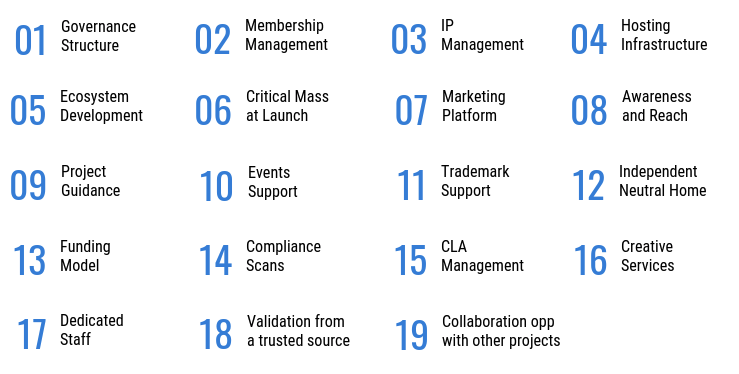 01 Governance
Structure
02 Membership
Management
03 IP
Management
04 Hosting
Infrastructure
05 Ecosystem
Development
06 Critical Mass
at Launch
07 Marketing
Platform
08 Awareness
and Reach
09 Project
Guidance
10 Events
Support
11 Trademark
Support
12 Independent
Neutral Home
13 Funding
Model
14 Compliance
Scans
15 CLA
Management
16 Creative
Services
17 Dedicated
Staff
18 Validation from
a trusted source
19 Collaboration opp
with other projects